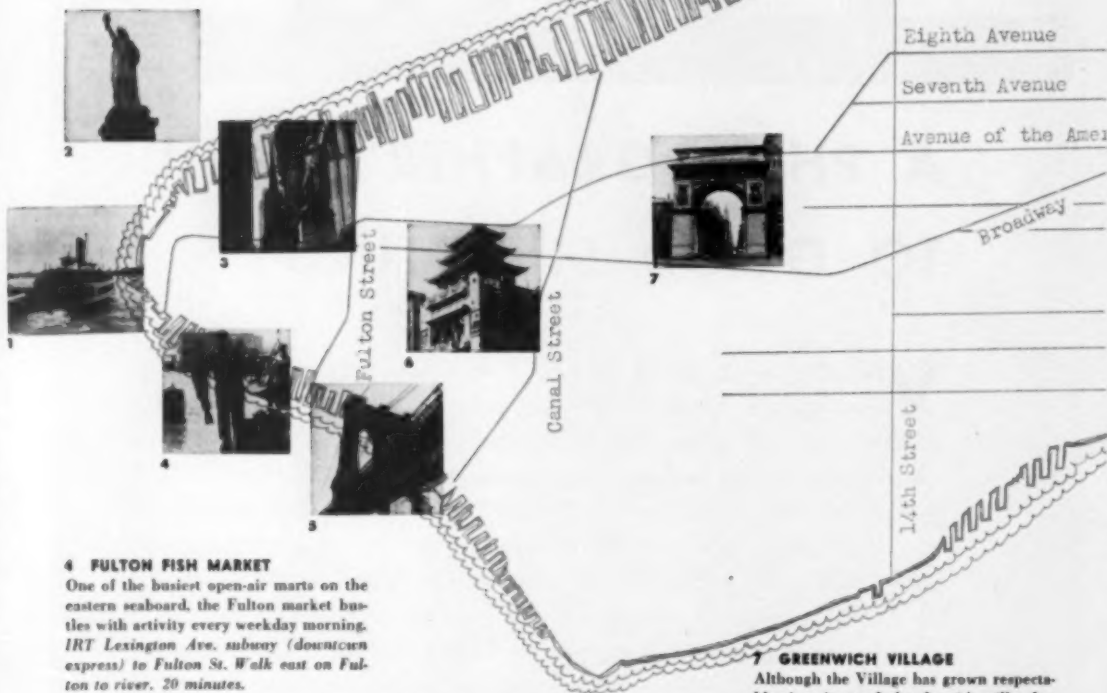 2
Eighth Avenue
Seventh Avenue
Avenue of the Amer
3
7
Broadway
1
Fulton Street
6
Canal Street
4
5
14th Street
4 FULTON FISH MARKET
One of the busiest open-air marts on the
eastern seaboard, the Fulton market bus-
tles with activity every weekday morning.
IRT Lexington Ave. subway (downtown
express) to Fulton St. Walk east on Ful-
ton to river. 20 minutes.
7 GREENWICH VILLAGE
Although the Village has grown respecta-